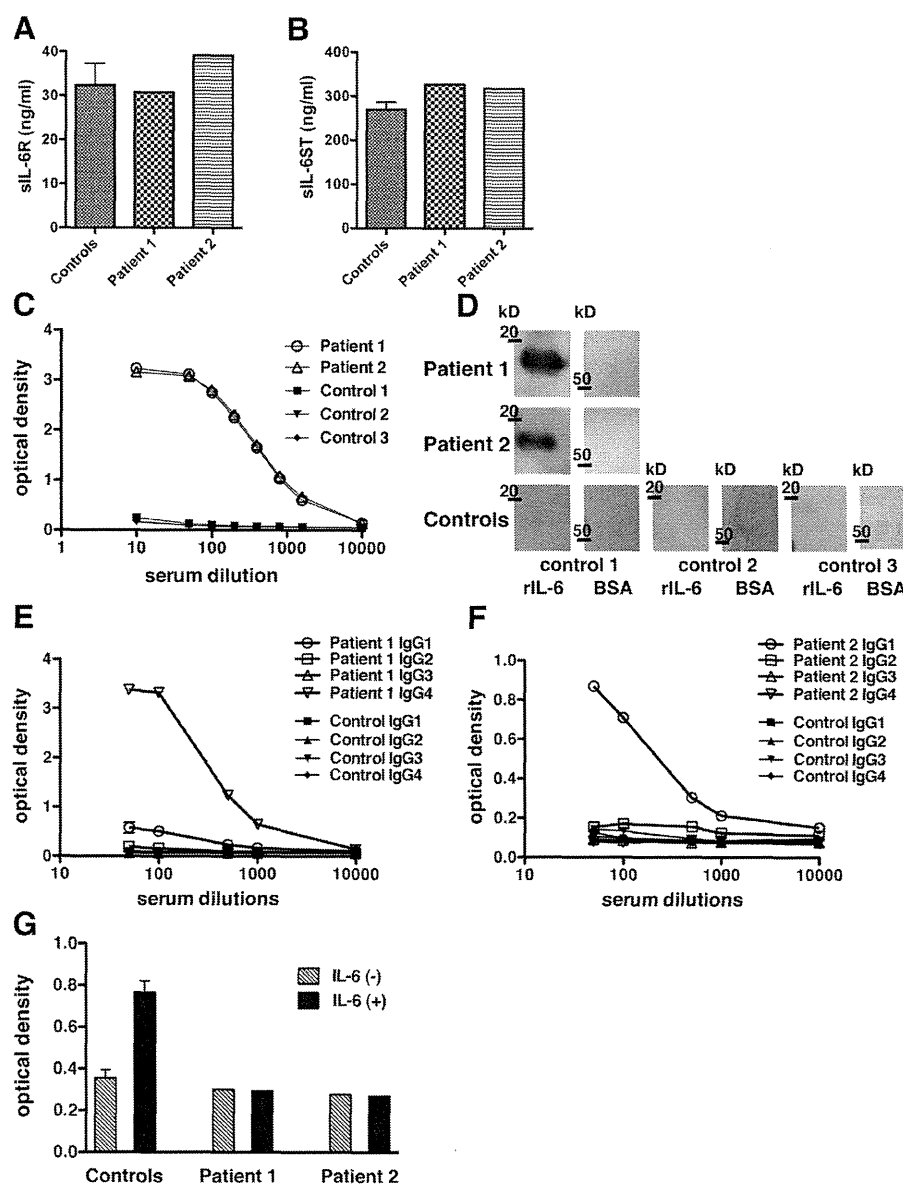 A
sIL-6R (ng/ml)
40
30
20
10
0
Controls
Patient 1
Patient 2
B
sIL-6ST (ng/ml)
400
300
200
100
0
Controls
Patient 1
Patient 2
C
optical density
4
3
2
1
0
1
10
100
1000
10000
serum dilution
Patient 1
Patient 2
Control 1
Control 2
Control 3
D
kD
kD
20
Patient 1
50
20
Patient 2
50
kD
kD
kD
kD
20
Controls
50
20
50
20
50
control 1
control 2
control 3
rIL-6
BSA
rIL-6
BSA
rIL-6
BSA
E
optical density
4
3
2
1
0
10
100
1000
10000
serum dilutions
Patient 1 IgG1
Patient 1 IgG2
Patient 1 IgG3
Patient 1 IgG4
Control IgG1
Control IgG2
Control IgG3
Control IgG4
F
optical density
1.0
0.8
0.6
0.4
0.2
0.0
10
100
1000
10000
serum dilutions
Patient 2 IgG1
Patient 2 IgG2
Patient 2 IgG3
Patient 2 IgG4
Control IgG1
Control IgG2
Control IgG3
Control IgG4
G
optical density
1.0
0.8
0.6
0.4
0.2
0.0
Controls
Patient 1
Patient 2
IL-6 (-)
IL-6 (+)